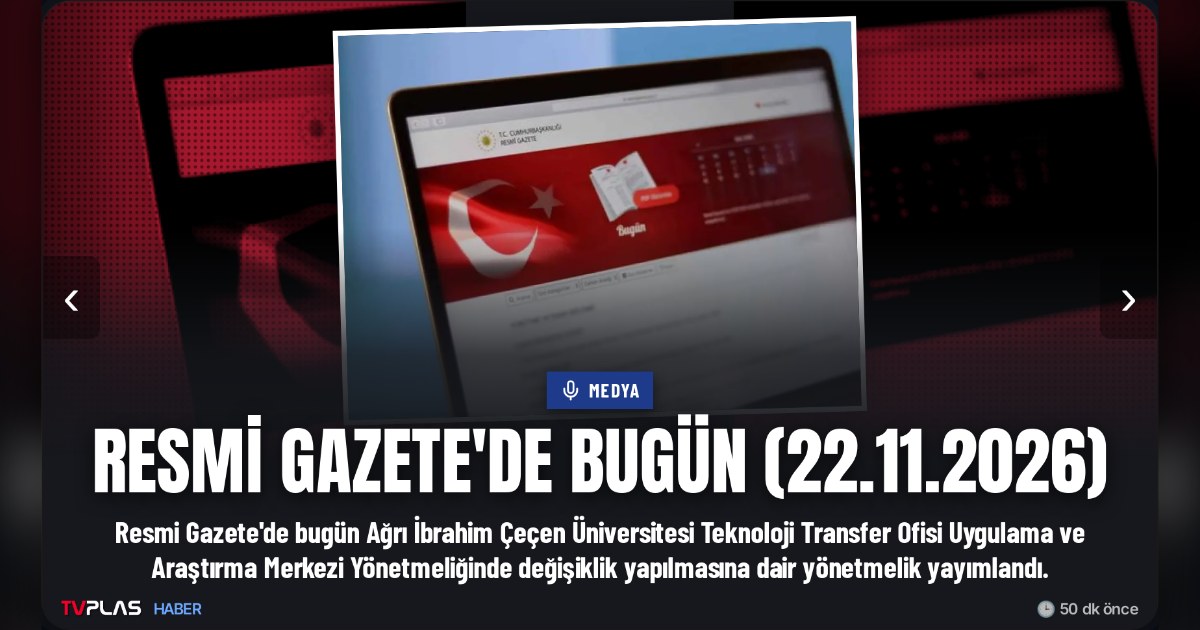 T.C. CUMHURBAŞKANLIĞI
RESMİ GAZETE
Bugün
MEDYA
RESMİ GAZETE'DE BUGÜN (22.11.2026)
Resmi Gazete'de bugün Ağrı İbrahim Çeçen Üniversitesi Teknoloji Transfer Ofisi Uygulama ve
Araştırma Merkezi Yönetmeliğinde değişiklik yapılmasına dair yönetmelik yayımlandı.
TVPLAS HABER
50 dk önce